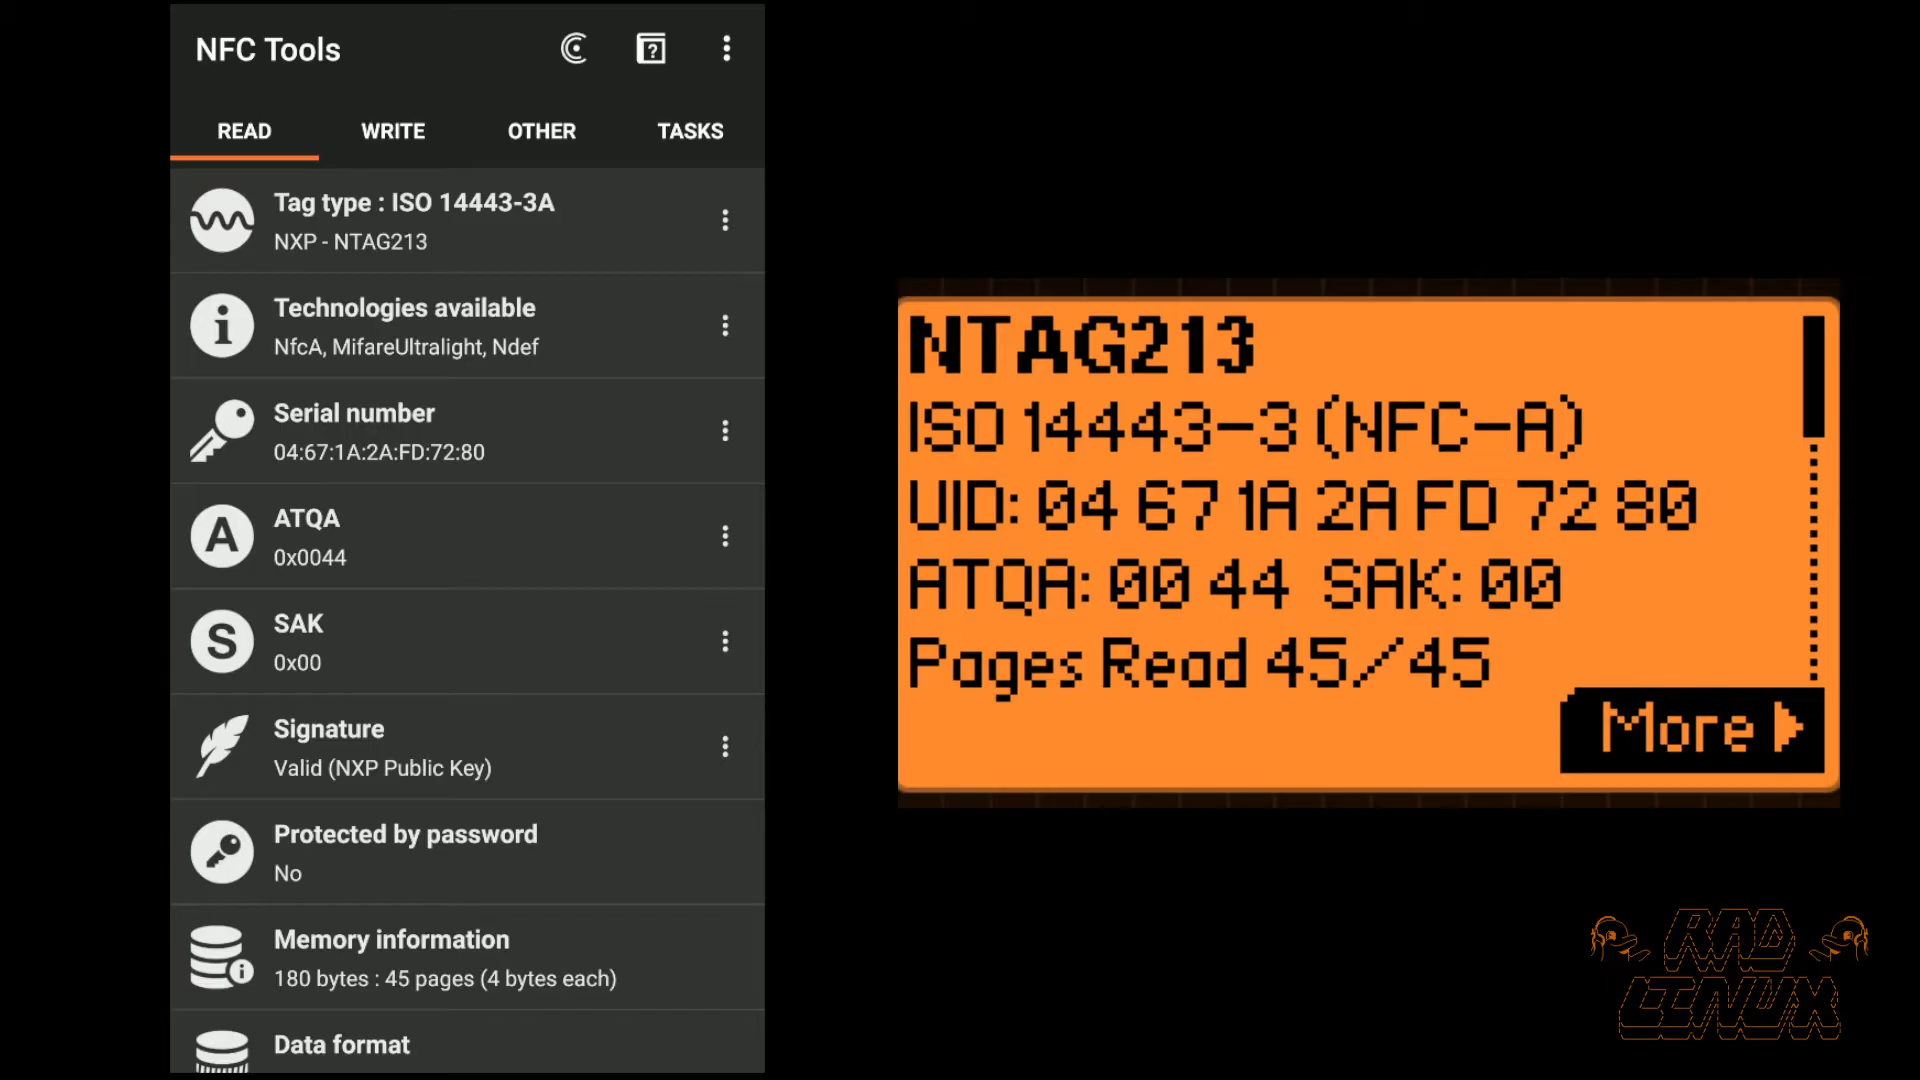 NFC Tools
READ WRITE OTHER TASKS
Tag type : ISO 14443-3A
NXP - NTAG213
Technologies available
NfcA, MifareUltralight, Ndef
Serial number
04:67:1A:2A:FD:72:80
A
ATQA
0x0044
S
SAK
0x00
Signature
Valid (NXP Public Key)
Protected by password
No
Memory information
180 bytes : 45 pages (4 bytes each)
Data format
NTAG213
ISO 14443-3 (NFC-A)
UID: 04 67 1A 2A FD 72 80
ATQA: 00 44 SAK: 00
Pages Read 45/45
More
RAD
LINUX